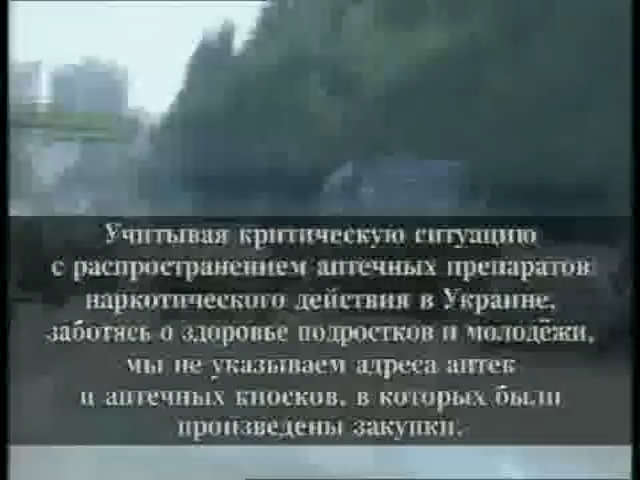 Учитывая критическую ситуацию
с распространением аптечных препаратов
наркотического действия в Украине,
заботясь о здоровье подростков и молодёжи,
мы не указываем адреса аптек
и аптечных киосков, в которых были
произведены закупки.